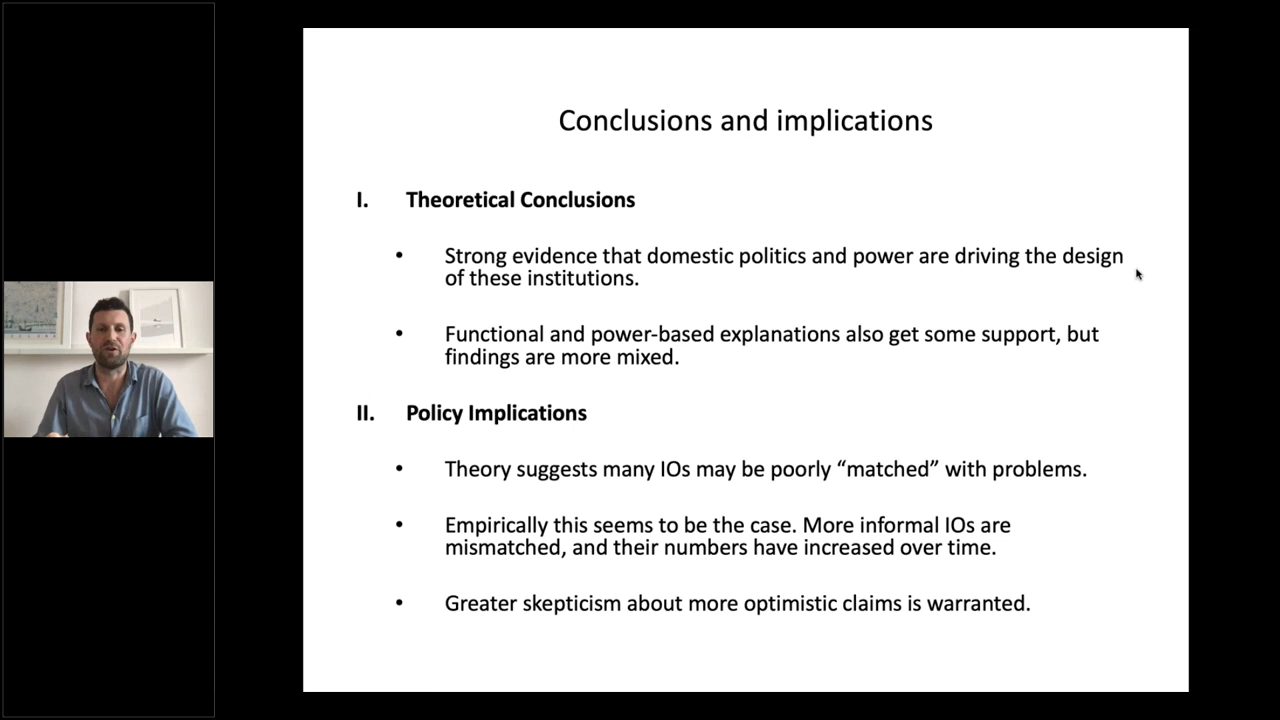 Conclusions and implications
I. Theoretical Conclusions
• Strong evidence that domestic politics and power are driving the design
of these institutions.
• Functional and power-based explanations also get some support, but
findings are more mixed.
II. Policy Implications
• Theory suggests many IOs may be poorly “matched” with problems.
• Empirically this seems to be the case. More informal IOs are
mismatched, and their numbers have increased over time.
• Greater skepticism about more optimistic claims is warranted.